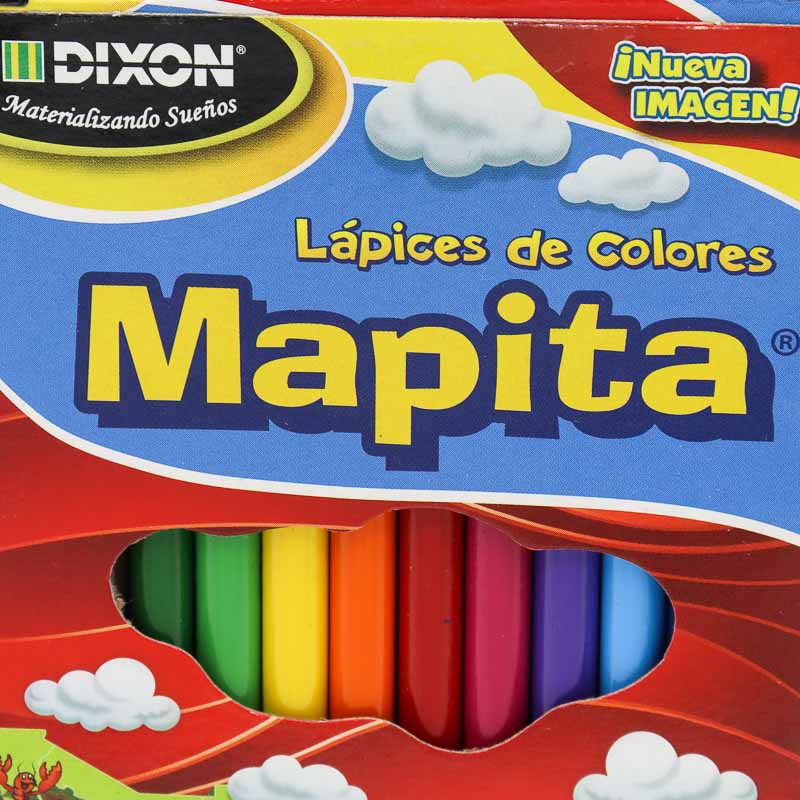 DIXON®
Materializando Sueños
¡Nueva
IMAGEN!
Lápices de Colores
Mapita®